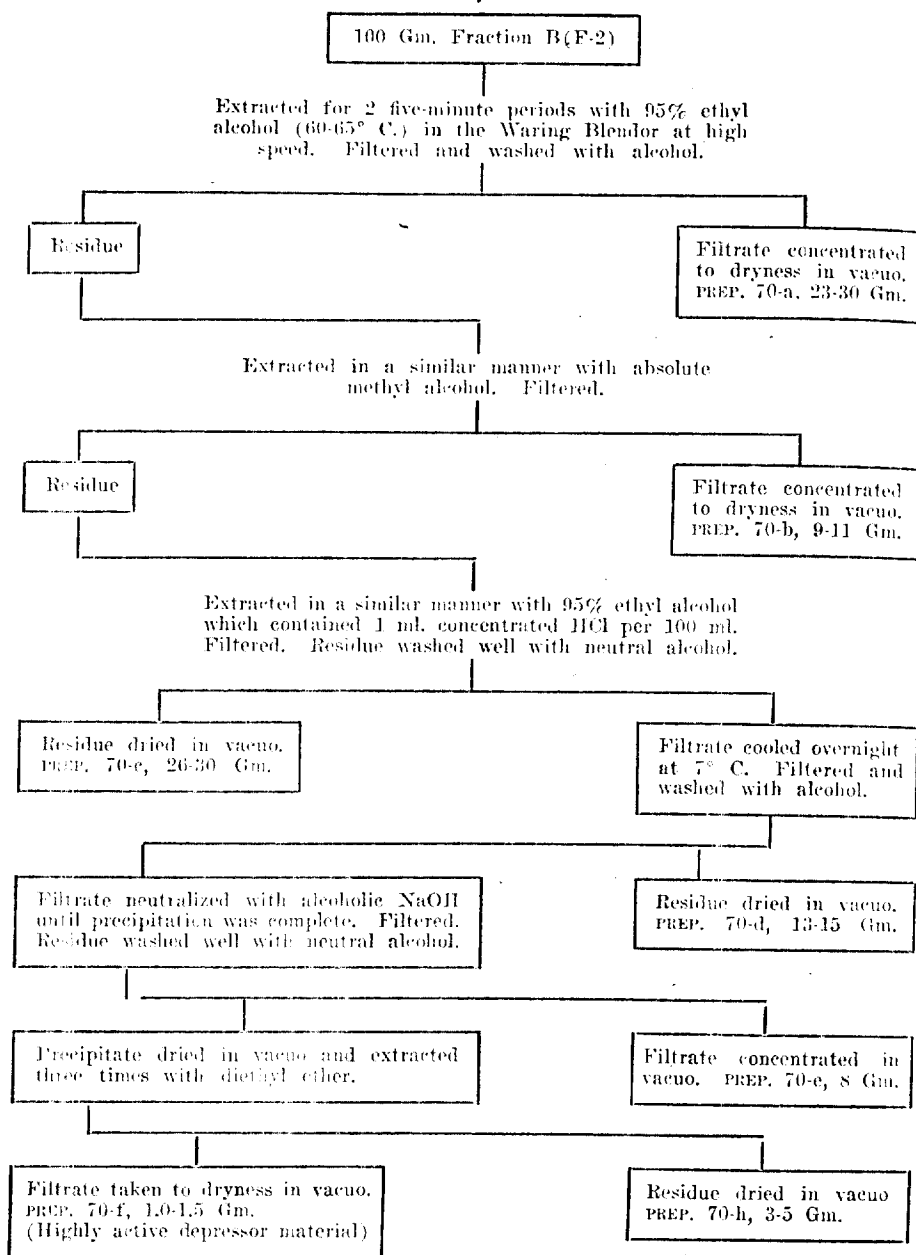 100 Gm. Fraction B(F-2)
Extracted for 2 five-minute periods with 95% ethyl
alcohol (60-65° C.) in the Waring Blendor at high
speed. Filtered and washed with alcohol.
Residue
Filtrate concentrated
to dryness in vacuo.
PREP. 70-a, 23-30 Gm.
Extracted in a similar manner with absolute
methyl alcohol. Filtered.
Residue
Filtrate concentrated
to dryness in vacuo.
PREP. 70-b, 9-11 Gm.
Extracted in a similar manner with 95% ethyl alcohol
which contained 1 ml. concentrated HCl per 100 ml.
Filtered. Residue washed well with neutral alcohol.
Residue dried in vacuo.
PREP. 70-c, 26-30 Gm.
Filtrate cooled overnight
at 7° C. Filtered and
washed with alcohol.
Filtrate neutralized with alcoholic NaOH
until precipitation was complete. Filtered.
Residue washed well with neutral alcohol.
Residue dried in vacuo.
PREP. 70-d, 13-15 Gm.
Precipitate dried in vacuo and extracted
three times with diethyl ether.
Filtrate concentrated in
vacuo. PREP. 70-e, 8 Gm.
Filtrate taken to dryness in vacuo.
PREP. 70-f, 1.0-1.5 Gm.
(Highly active depressor material)
Residue dried in vacuo
PREP. 70-h, 3-5 Gm.